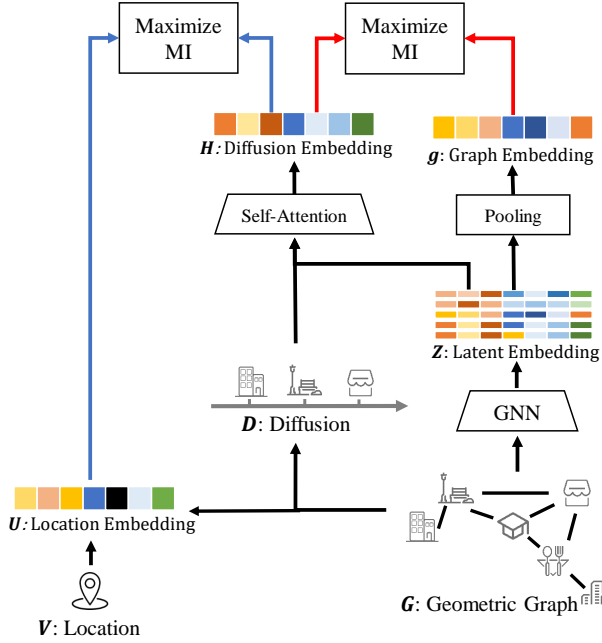 Maximize
MI
Maximize
MI
H: Diffusion Embedding
g: Graph Embedding
Self-Attention
Pooling
Z: Latent Embedding
D: Diffusion
GNN
U: Location Embedding
V: Location
G: Geometric Graph